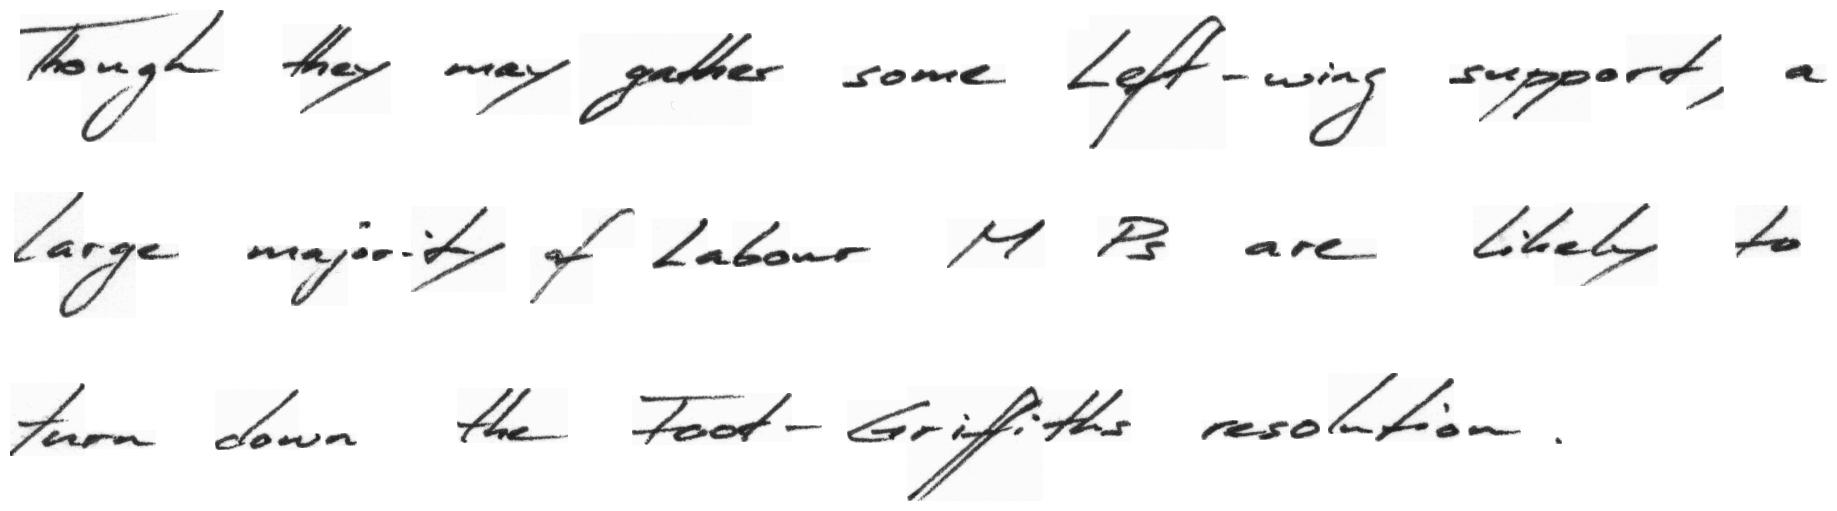 Though they may gather some Left-wing support, a
large majority of Labour M Ps are likely to
turn down the Foot-Griffiths resolution.